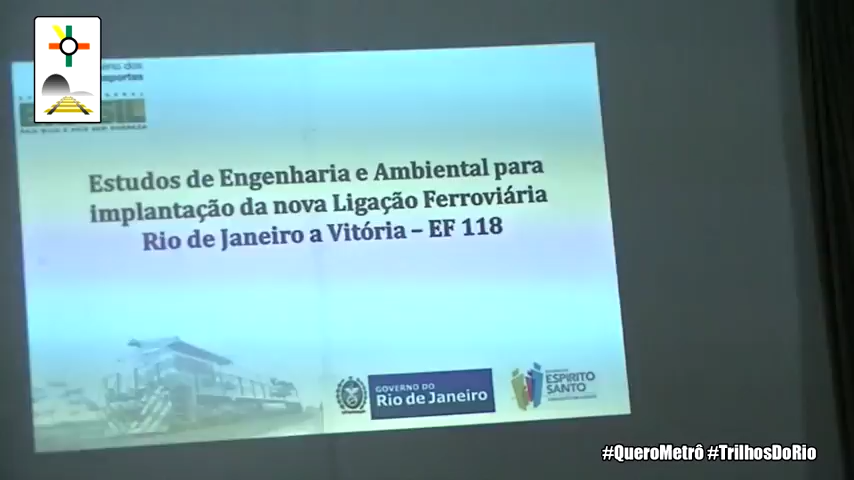 Estudos de Engenharia e Ambiental para
implantação da nova Ligação Ferroviária
Rio de Janeiro a Vitória – EF 118
GOVERNO DO
Rio de Janeiro
ESPÍRITO
SANTO
#QueroMetrô #TrilhosDoRio